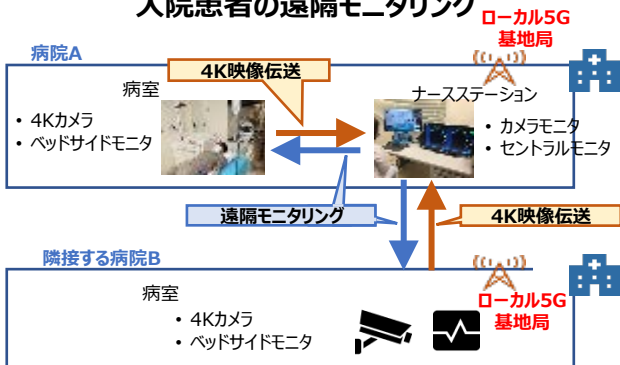 入院患者の遠隔モニタリング
ローカル5G
基地局
病院A
4K映像伝送
病室
ナースステーション
• 4Kカメラ
• ベッドサイドモニタ
• カメラモニタ
• セントラルモニタ
遠隔モニタリング
4K映像伝送
隣接する病院B
病室
ローカル5G
基地局
• 4Kカメラ
• ベッドサイドモニタ